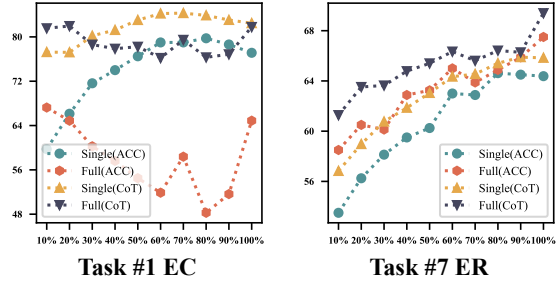 80
72
64
56
48
Single(ACC)
Full(ACC)
Single(CoT)
Full(CoT)
10% 20% 30% 40% 50% 60% 70% 80% 90% 100%
Task #1 EC
68
64
60
56
Single(ACC)
Full(ACC)
Single(CoT)
Full(CoT)
10% 20% 30% 40% 50% 60% 70% 80% 90% 100%
Task #7 ER